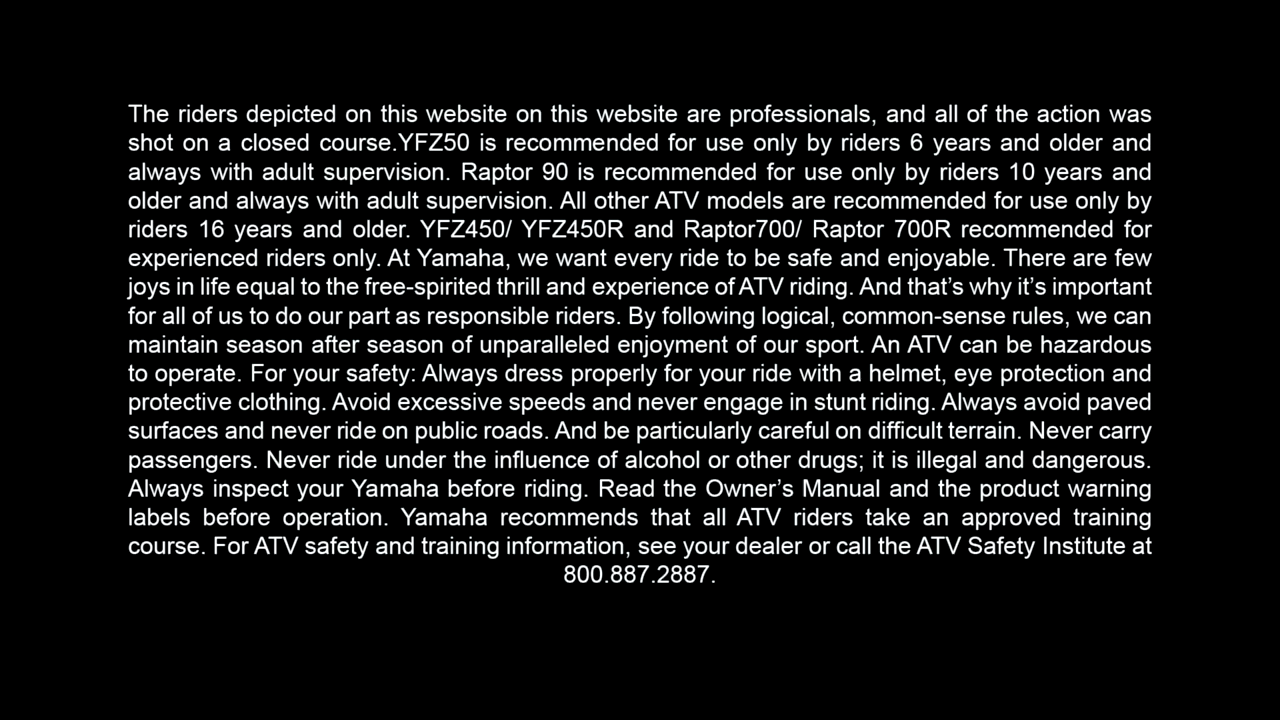 The riders depicted on this website on this website are professionals, and all of the action was
shot on a closed course.YFZ50 is recommended for use only by riders 6 years and older and
always with adult supervision. Raptor 90 is recommended for use only by riders 10 years and
older and always with adult supervision. All other ATV models are recommended for use only by
riders 16 years and older. YFZ450/ YFZ450R and Raptor700/ Raptor 700R recommended for
experienced riders only. At Yamaha, we want every ride to be safe and enjoyable. There are few
joys in life equal to the free-spirited thrill and experience of ATV riding. And that’s why it’s important
for all of us to do our part as responsible riders. By following logical, common-sense rules, we can
maintain season after season of unparalleled enjoyment of our sport. An ATV can be hazardous
to operate. For your safety: Always dress properly for your ride with a helmet, eye protection and
protective clothing. Avoid excessive speeds and never engage in stunt riding. Always avoid paved
surfaces and never ride on public roads. And be particularly careful on difficult terrain. Never carry
passengers. Never ride under the influence of alcohol or other drugs; it is illegal and dangerous.
Always inspect your Yamaha before riding. Read the Owner’s Manual and the product warning
labels before operation. Yamaha recommends that all ATV riders take an approved training
course. For ATV safety and training information, see your dealer or call the ATV Safety Institute at
800.887.2887.